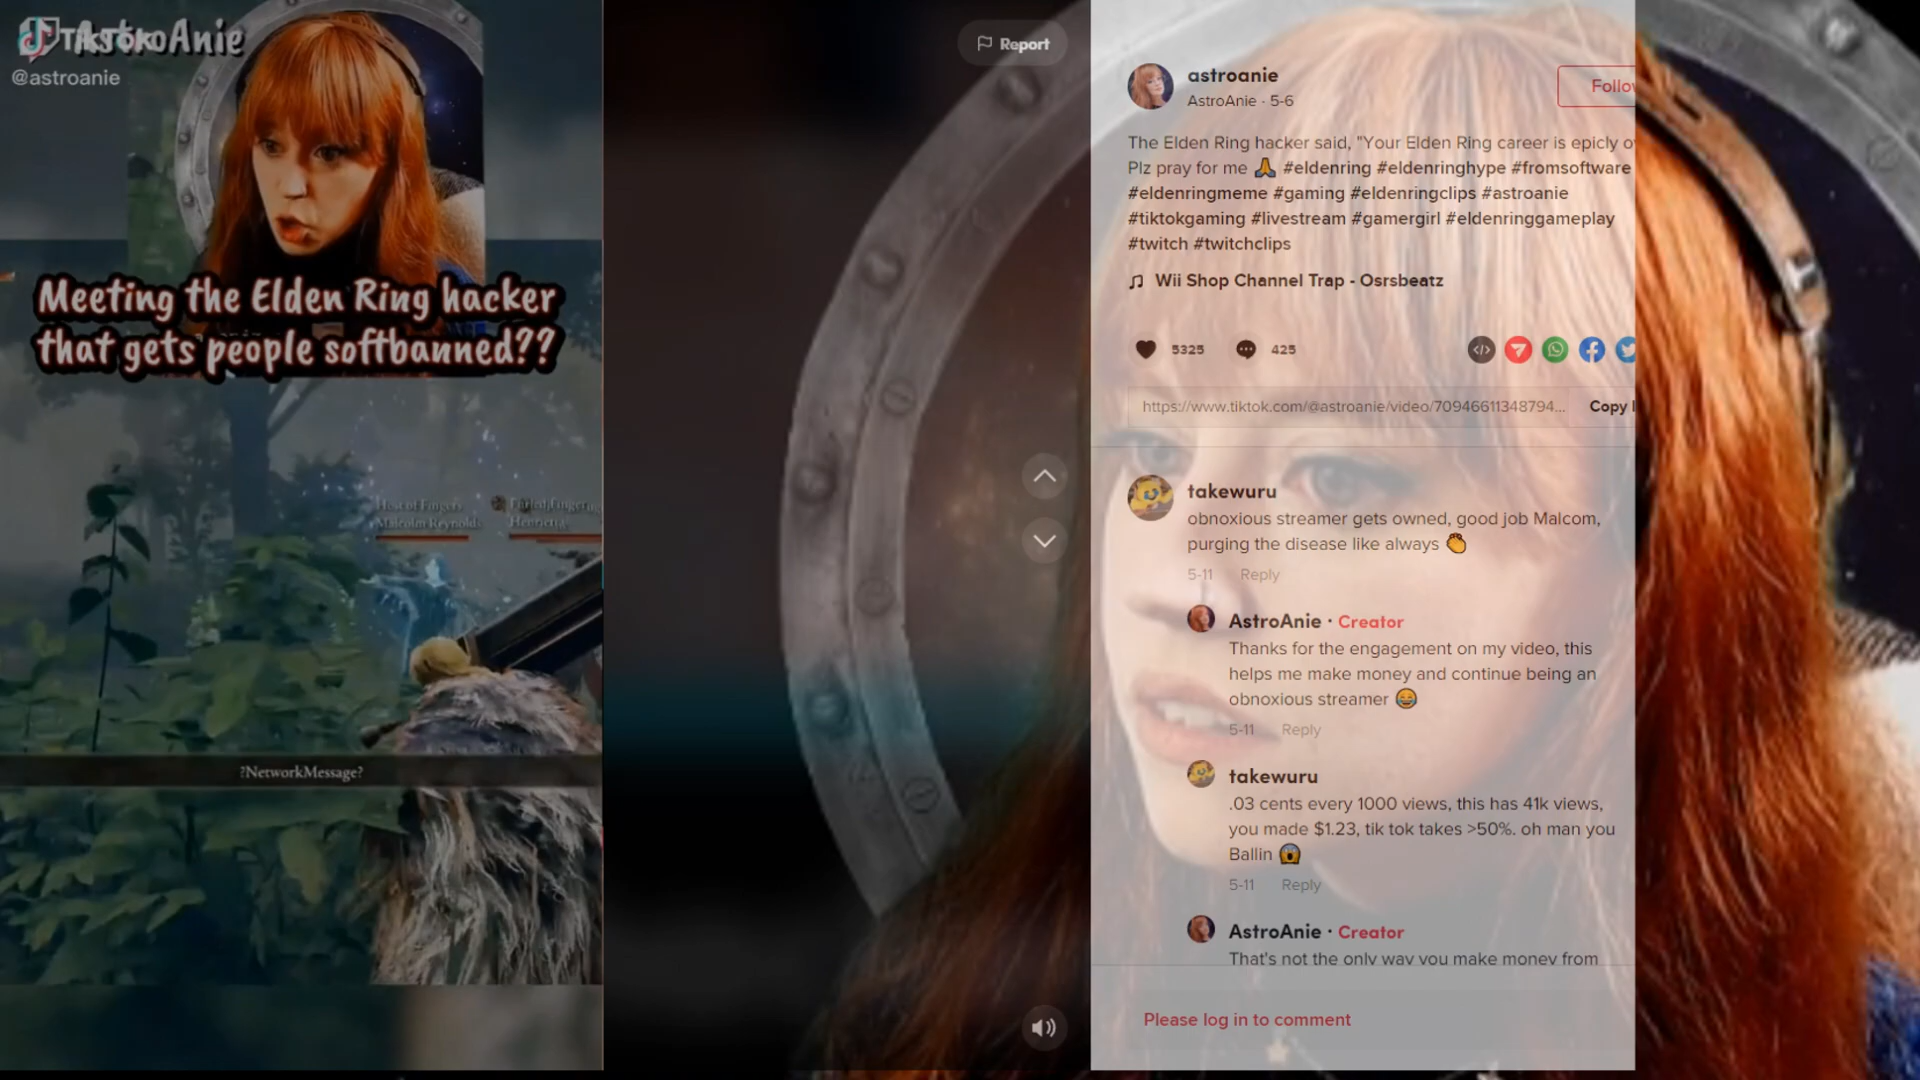 TikTok
AstroAnie
@astroanie
Meeting the Elden Ring hacker
that gets people softbanned??
Host of Fingers
Malcolm Reynolds
?NetworkMessage?
Report
astroanie
AstroAnie · 5-6
Follow
The Elden Ring hacker said, "Your Elden Ring career is epicly o
Plz pray for me 🙏 #eldenring #eldenringhype #fromsoftware
#eldenringmeme #gaming #eldenringclips #astroanie
#tiktokgaming #livestream #gamergirl #eldenringgameplay
#twitch #twitchclips
Wii Shop Channel Trap - Osrsbeatz
5325
425
https://www.tiktok.com/@astroanie/video/70946611348794...
Copy l
takewuru
obnoxious streamer gets owned, good job Malcom,
purging the disease like always 👏
5-11 Reply
AstroAnie · Creator
Thanks for the engagement on my video, this
helps me make money and continue being an
obnoxious streamer 😂
5-11 Reply
takewuru
.03 cents every 1000 views, this has 41k views,
you made $1.23, tik tok takes >50%. oh man you
Ballin 😱
5-11 Reply
AstroAnie · Creator
That's not the only way you make money from
Please log in to comment